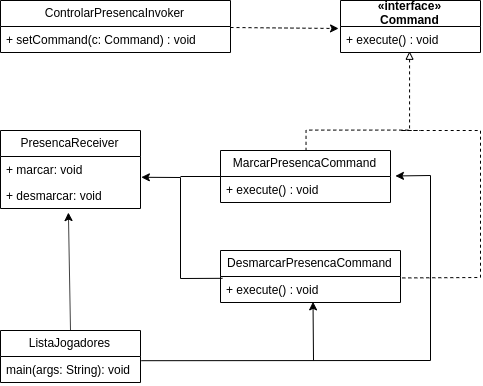 ControlarPresencaInvoker
+ setCommand(c: Command) : void
«interface»
Command
+ execute() : void
PresencaReceiver
+ marcar: void
+ desmarcar: void
MarcarPresencaCommand
+ execute() : void
DesmarcarPresencaCommand
+ execute() : void
ListaJogadores
main(args: String): void